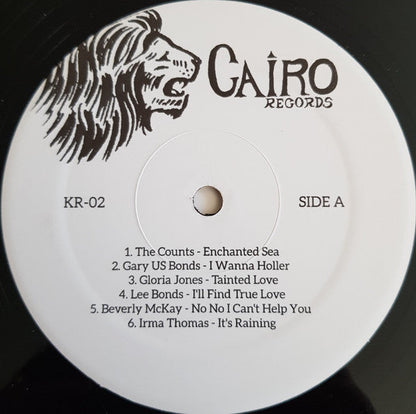 CAiRO
RECORDS
KR-02
SIDE A
1. The Counts - Enchanted Sea
2. Gary US Bonds - I Wanna Holler
3. Gloria Jones - Tainted Love
4. Lee Bonds - I'll Find True Love
5. Beverly McKay - No No I Can't Help You
6. Irma Thomas - It's Raining